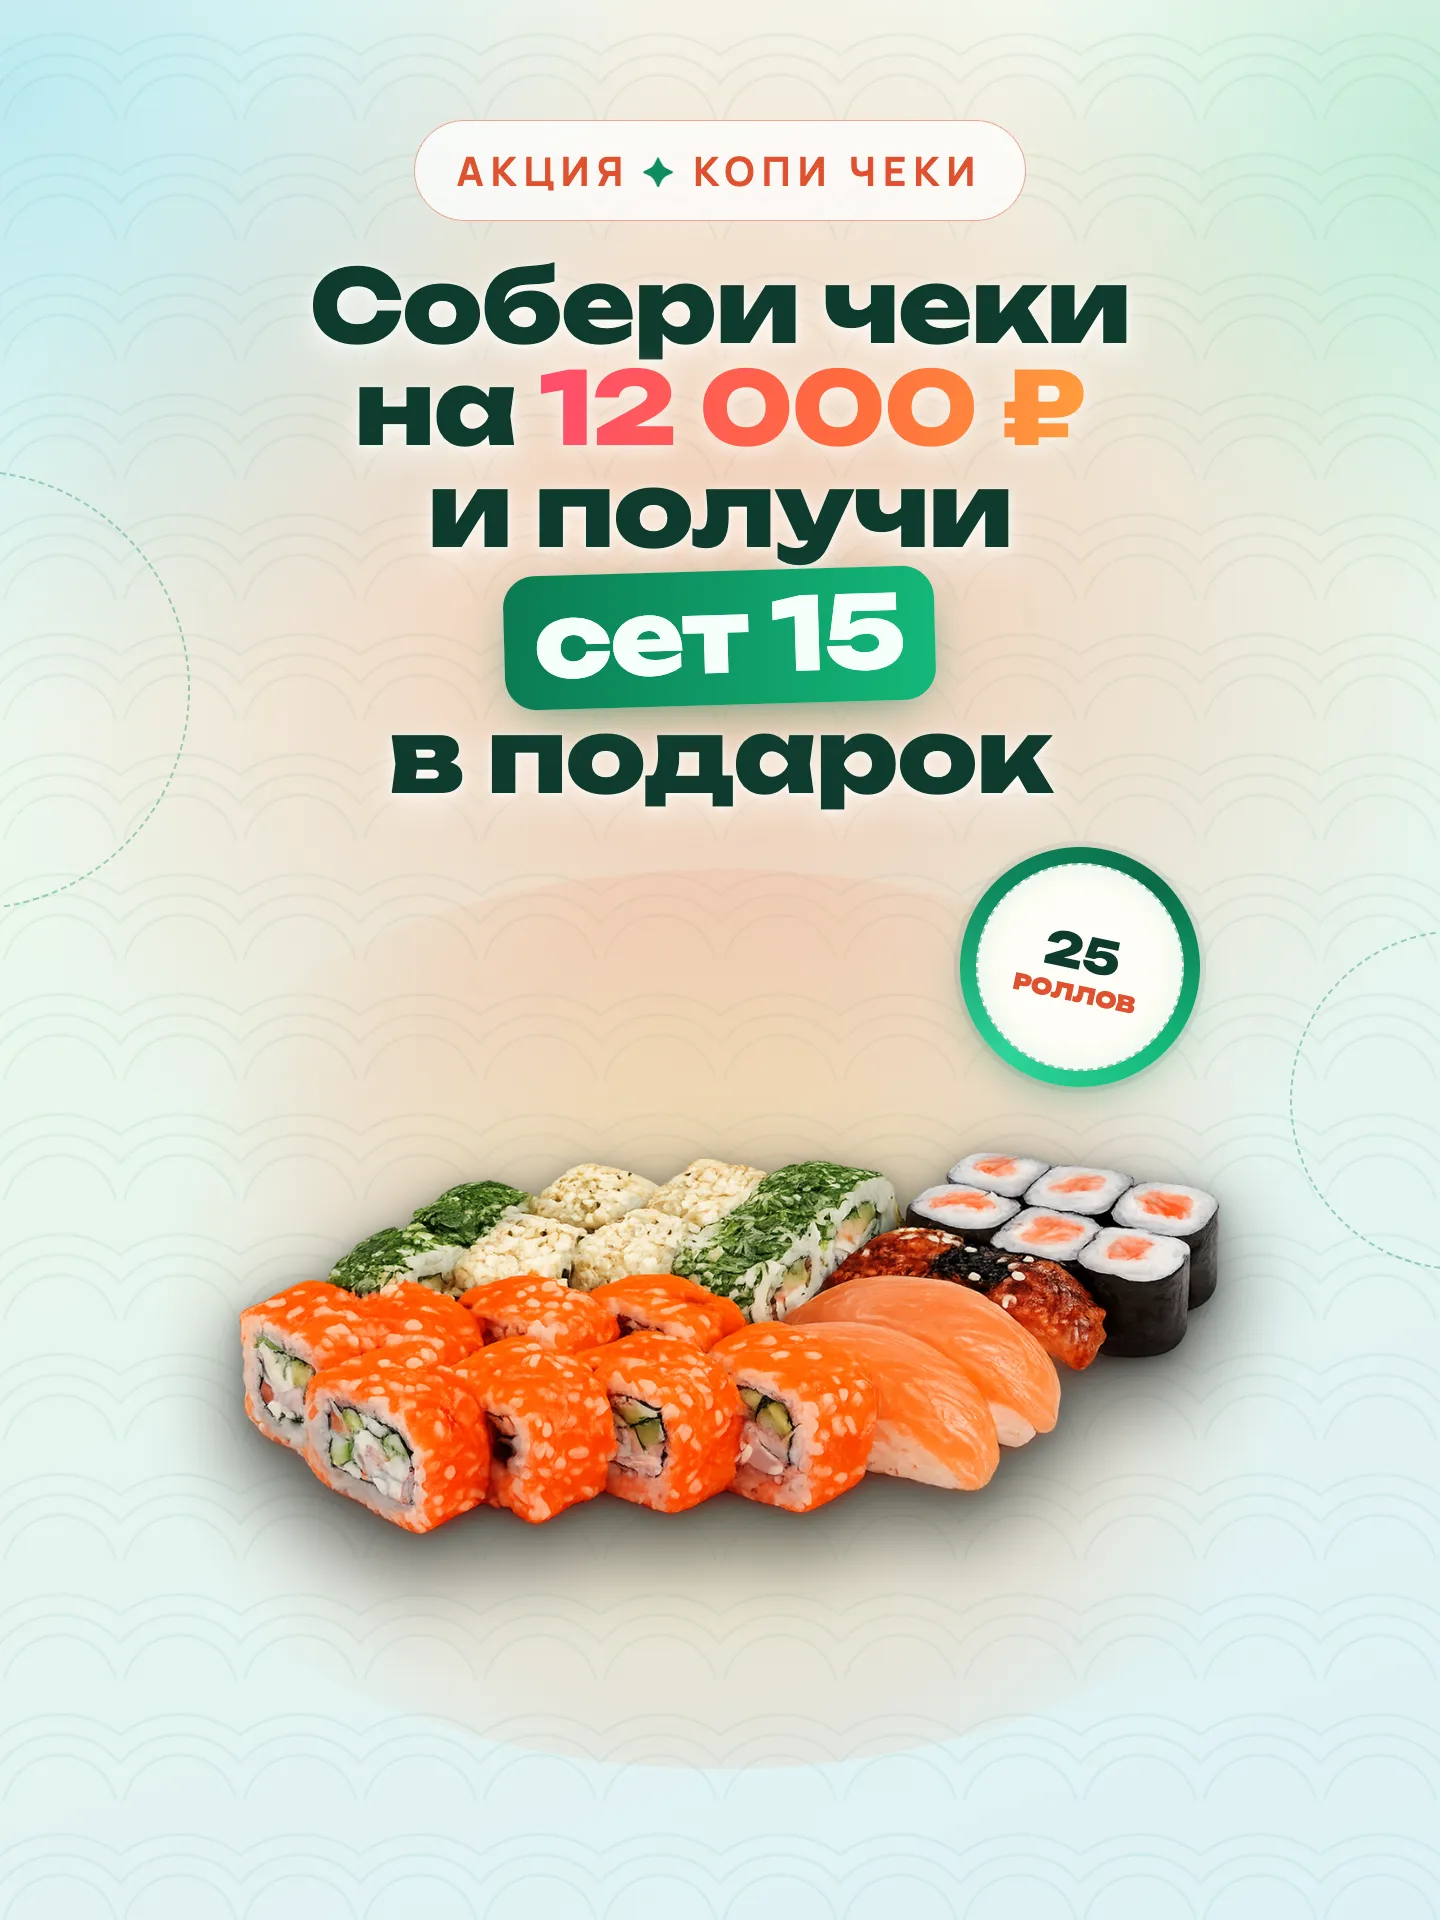 АКЦИЯ ✦ КОПИ ЧЕКИ
Собери чеки
на 12 000 ₽
и получи
сет 15
в подарок
25
РОЛЛОВ